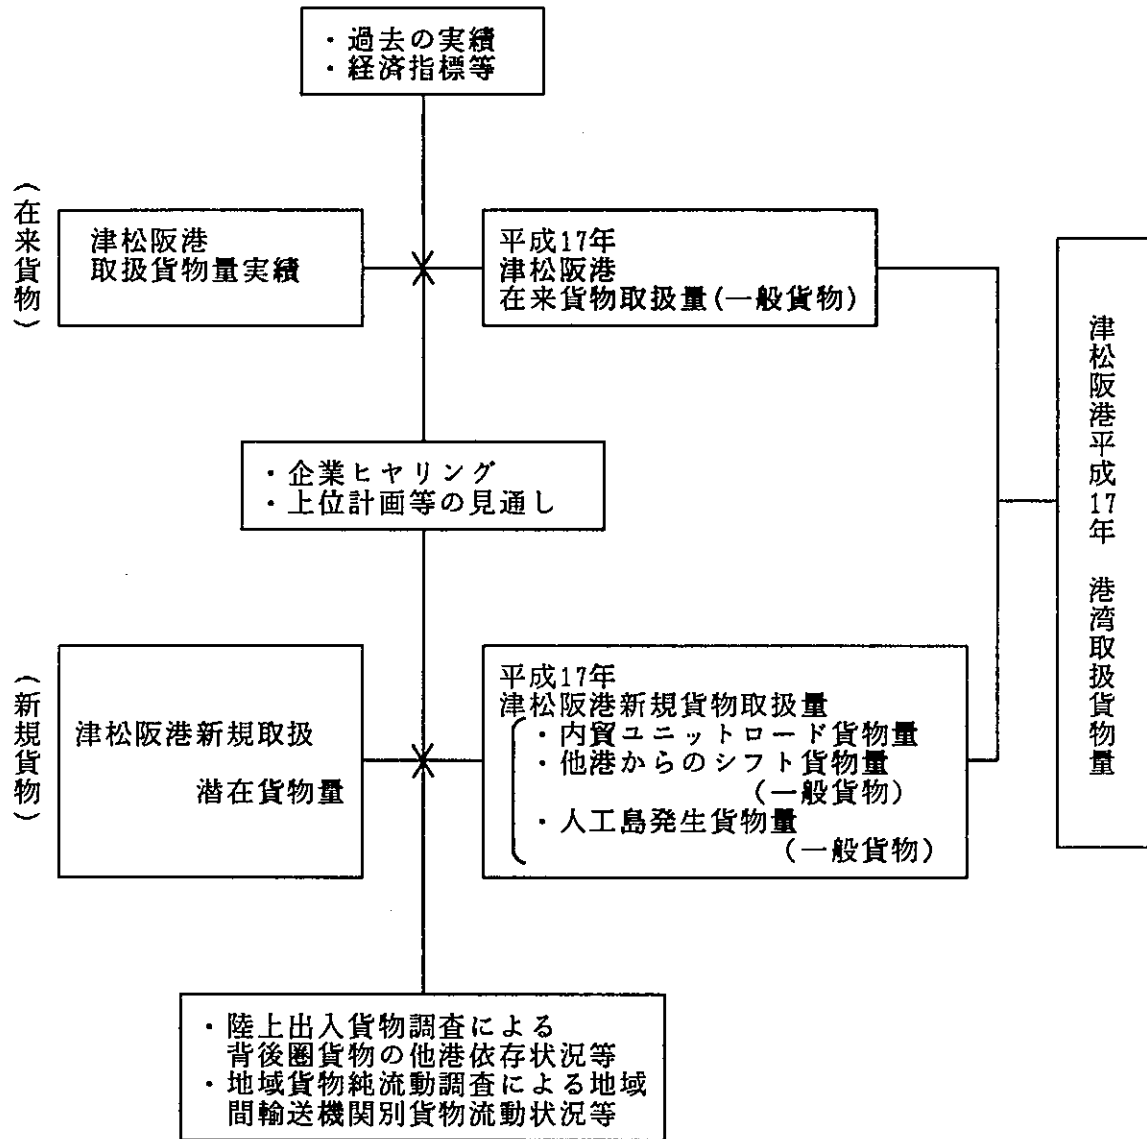 ・過去の実績
・経済指標等
(在来貨物)
津松阪港
取扱貨物量実績
平成17年
津松阪港
在来貨物取扱量(一般貨物)
・企業ヒヤリング
・上位計画等の見通し
津松阪港平成17年 港湾取扱貨物量
(新規貨物)
津松阪港新規取扱
潜在貨物量
平成17年
津松阪港新規貨物取扱量
・内貿ユニットロード貨物量
・他港からのシフト貨物量
(一般貨物)
・人工島発生貨物量
(一般貨物)
・陸上出入貨物調査による
背後圏貨物の他港依存状況等
・地域貨物純流動調査による地域
間輸送機関別貨物流動状況等